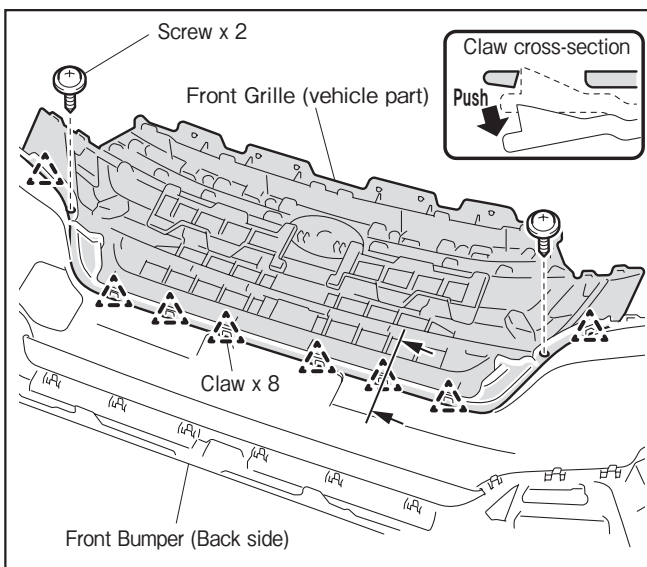 Screw x 2
Claw cross-section
Push
Front Grille (vehicle part)
Claw x 8
Front Bumper (Back side)